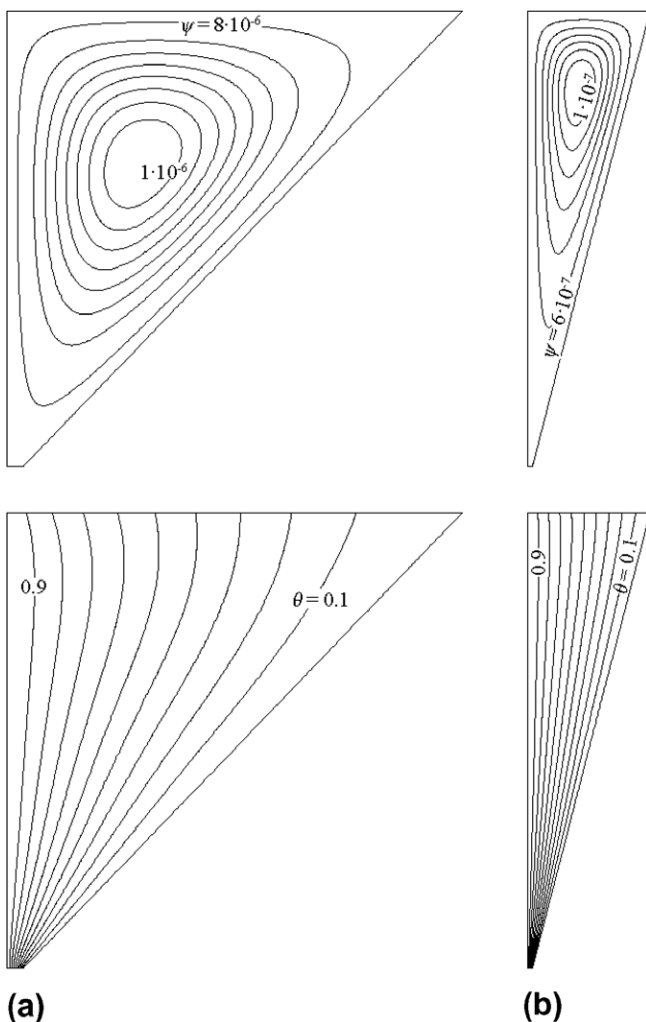 ψ = 8·10⁻⁶
1·10⁻⁶
1·10⁻⁷
ψ = 6·10⁻⁷
0.9
θ = 0.1
0.9
θ = 0.1
(a)
(b)